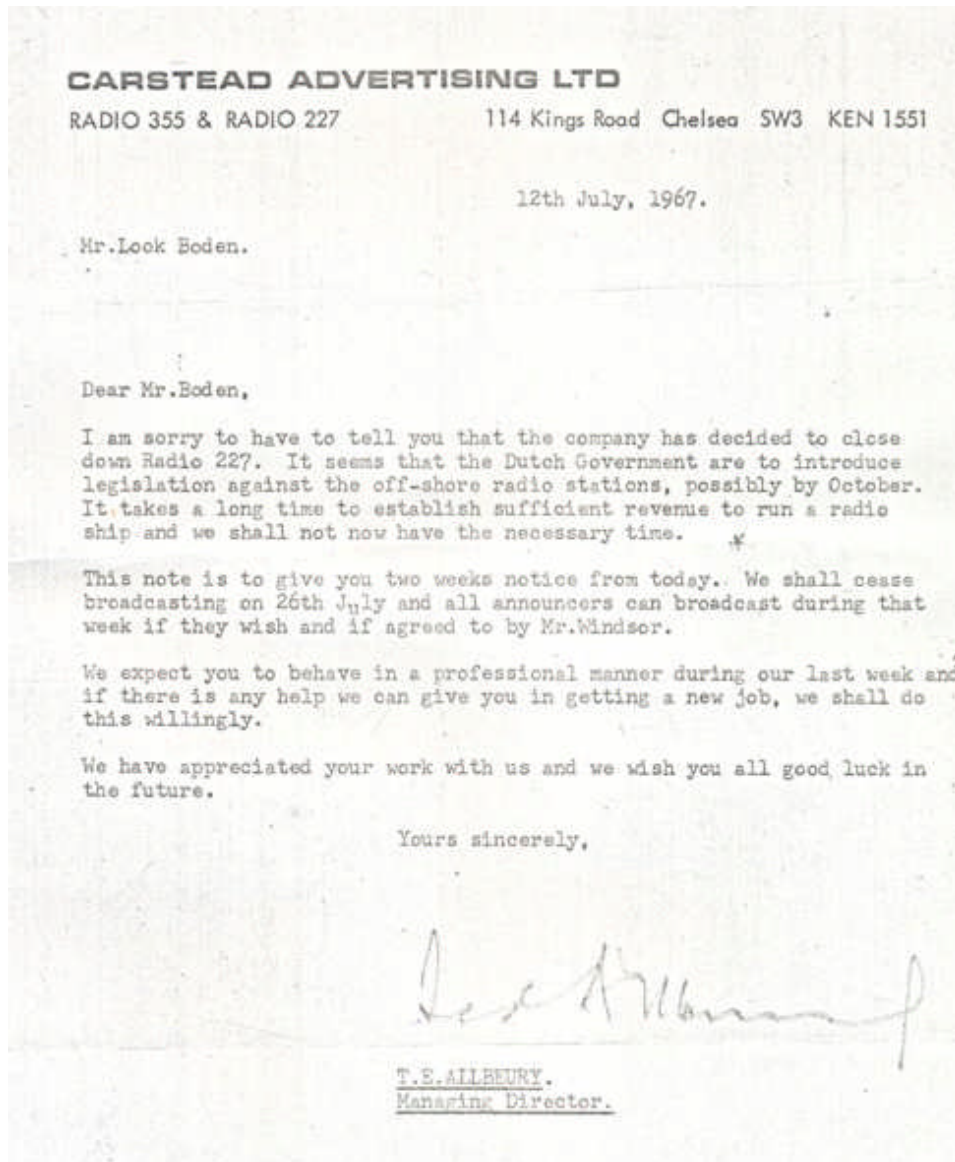 CARSTEAD ADVERTISING LTD
RADIO 355 & RADIO 227 114 Kings Road Chelsea SW3 KEN 1551
12th July, 1967.
Mr.Look Boden.
Dear Mr.Boden,
I am sorry to have to tell you that the company has decided to close
down Radio 227. It seems that the Dutch Government are to introduce
legislation against the off-shore radio stations, possibly by October.
It takes a long time to establish sufficient revenue to run a radio
ship and we shall not now have the necessary time.
This note is to give you two weeks notice from today. We shall cease
broadcasting on 26th July and all announcers can broadcast during that
week if they wish and if agreed to by Mr.Windsor.
We expect you to behave in a professional manner during our last week and
if there is any help we can give you in getting a new job, we shall do
this willingly.
We have appreciated your work with us and we wish you all good luck in
the future.
Yours sincerely,
Ted Allbeury
T.E.ALLBEURY.
Managing Director.